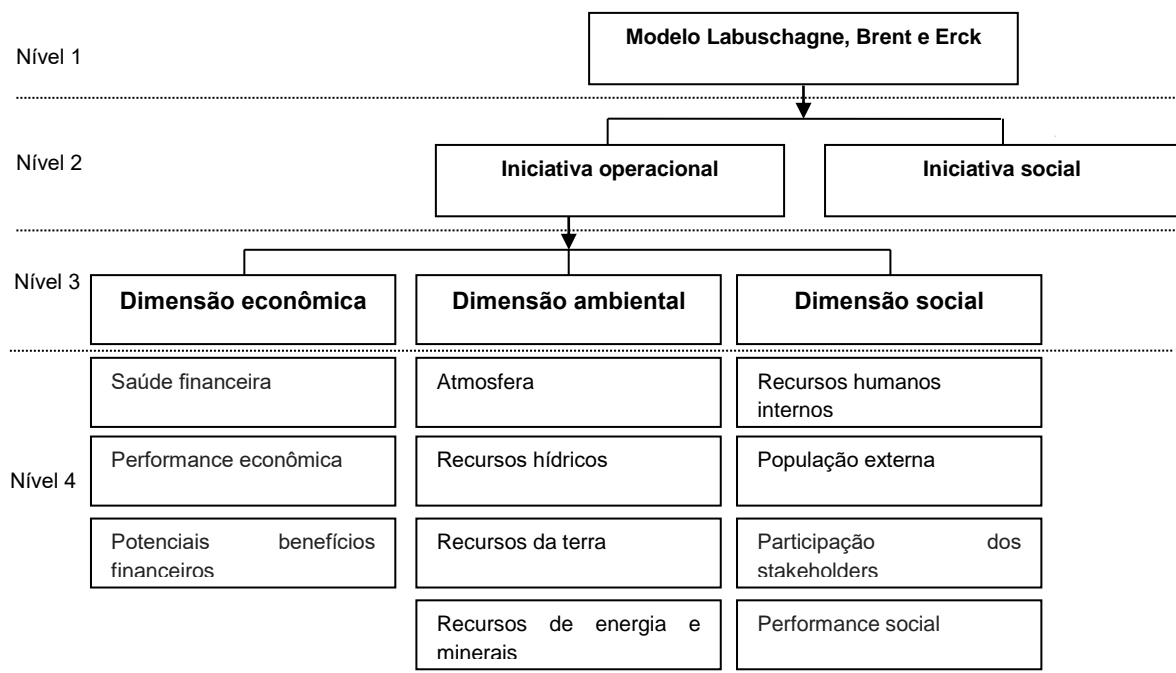 Modelo Labuschagne, Brent e Erck
Nível 1
Nível 2
Iniciativa operacional
Iniciativa social
Nível 3
Dimensão econômica
Dimensão ambiental
Dimensão social
Saúde financeira
Atmosfera
Recursos humanos
internos
Performance econômica
Recursos hídricos
População externa
Nível 4
Potenciais benefícios
financeiros
Recursos da terra
Participação dos
stakeholders
Recursos de energia e
minerais
Performance social